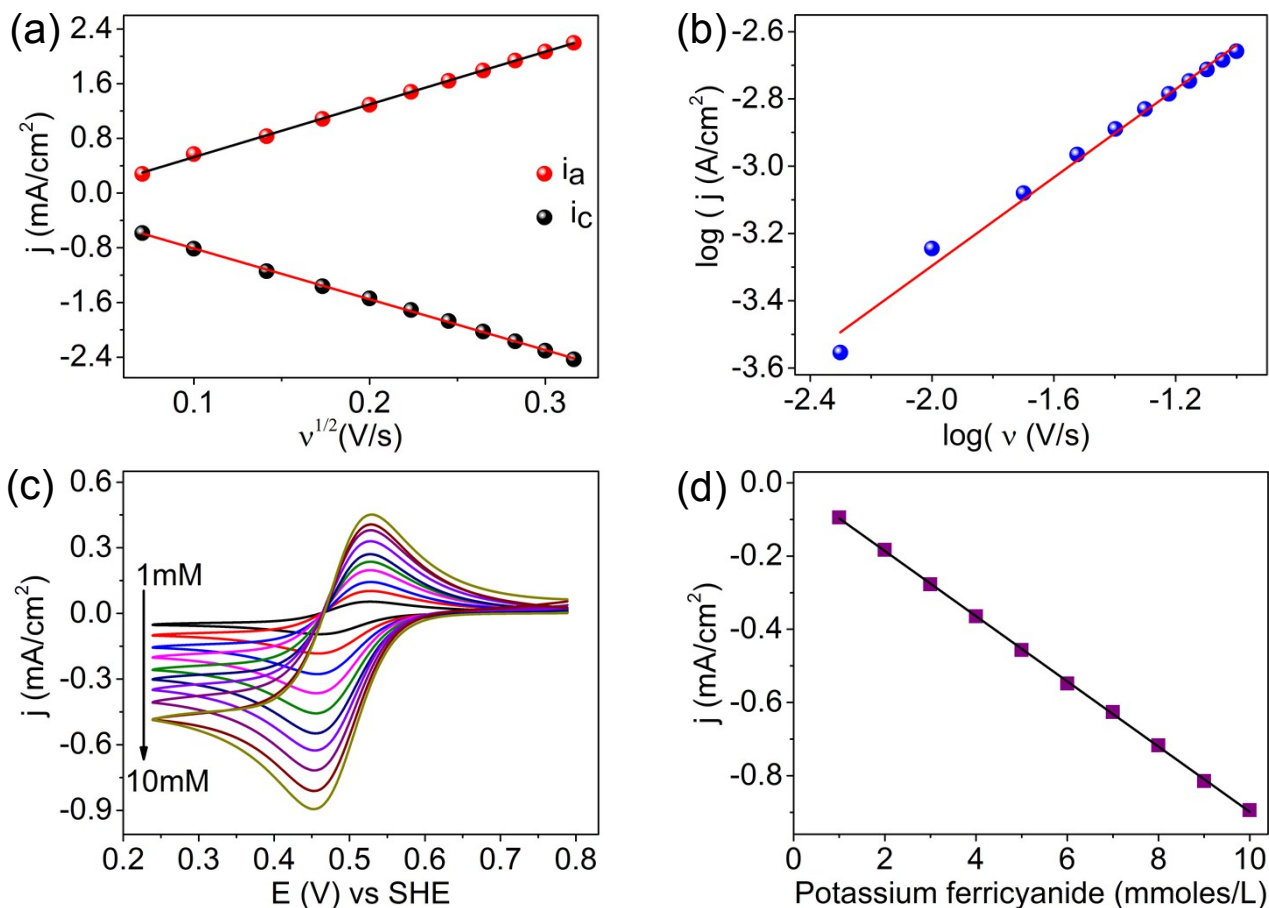 (a)
2.4
1.6
0.8
0.0
-0.8
-1.6
-2.4
j (mA/cm²)
i a
i c
0.1 0.2 0.3
ν^1/2(V/s)
(b)
-2.6
-2.8
-3.0
-3.2
-3.4
-3.6
log ( j (A/cm²)
-2.4 -2.0 -1.6 -1.2
log( ν (V/s)
(c)
0.6
0.3
0.0
-0.3
-0.6
-0.9
j (mA/cm²)
1mM
10mM
0.2 0.3 0.4 0.5 0.6 0.7 0.8
E (V) vs SHE
(d)
0.0
-0.2
-0.4
-0.6
-0.8
j (mA/cm²)
0 2 4 6 8 10
Potassium ferricyanide (mmoles/L)